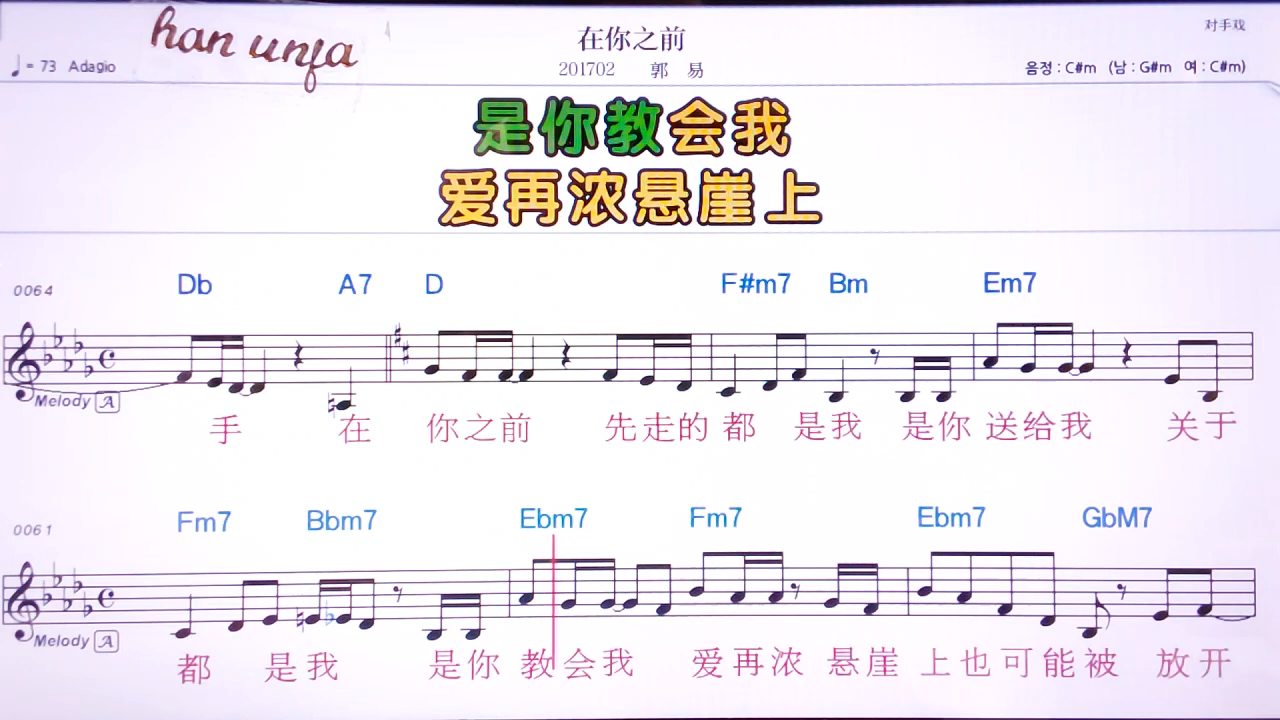 han unfa
在你之前
对手戏
♩= 73 Adagio
201702 郭 易
음정 : C#m (남 : G#m 여 : C#m)
是你教会我
爱再浓悬崖上
0064
Db A7 D F#m7 Bm Em7
Melody A
手 在 你之前 先走的 都 是我 是你 送给我 关于
0061
Fm7 Bbm7 Ebm7 Fm7 Ebm7 GbM7
Melody A
都 是我 是你 教会我 爱再浓 悬崖 上也可能被 放开